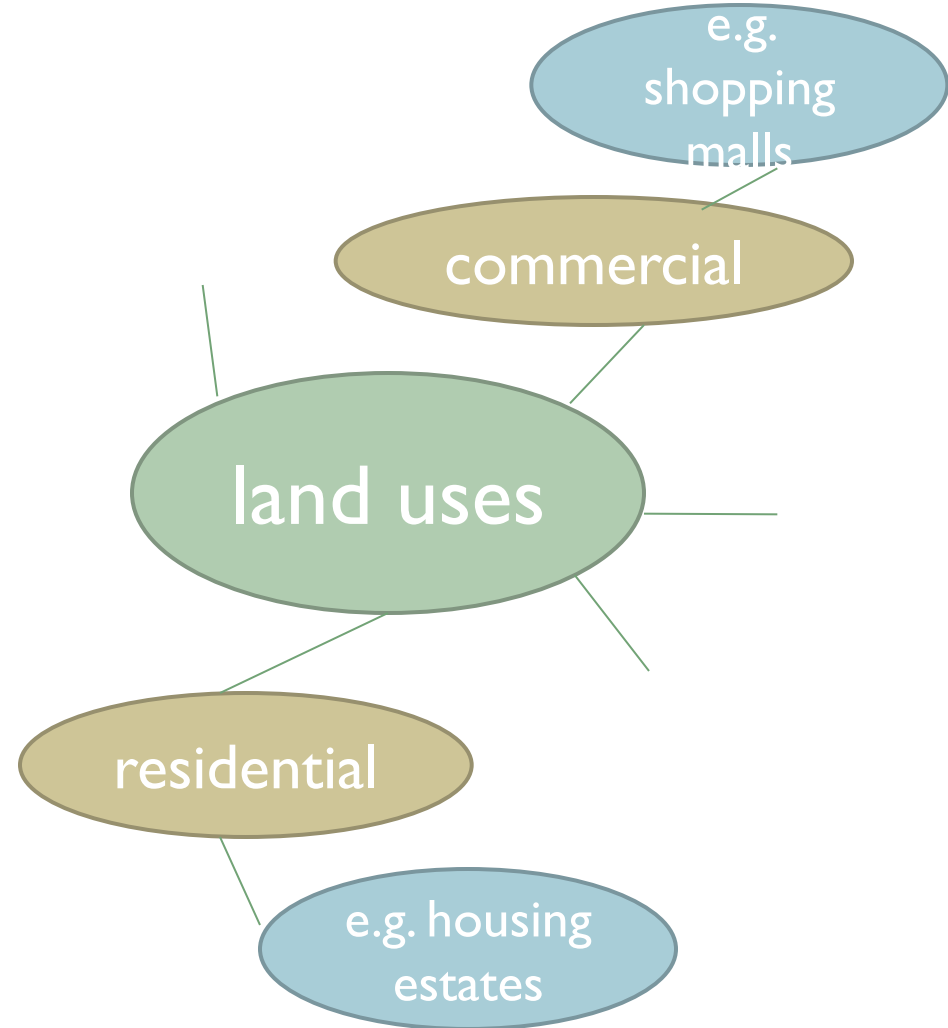 e.g.
shopping
malls
commercial
land uses
residential
e.g. housing
estates